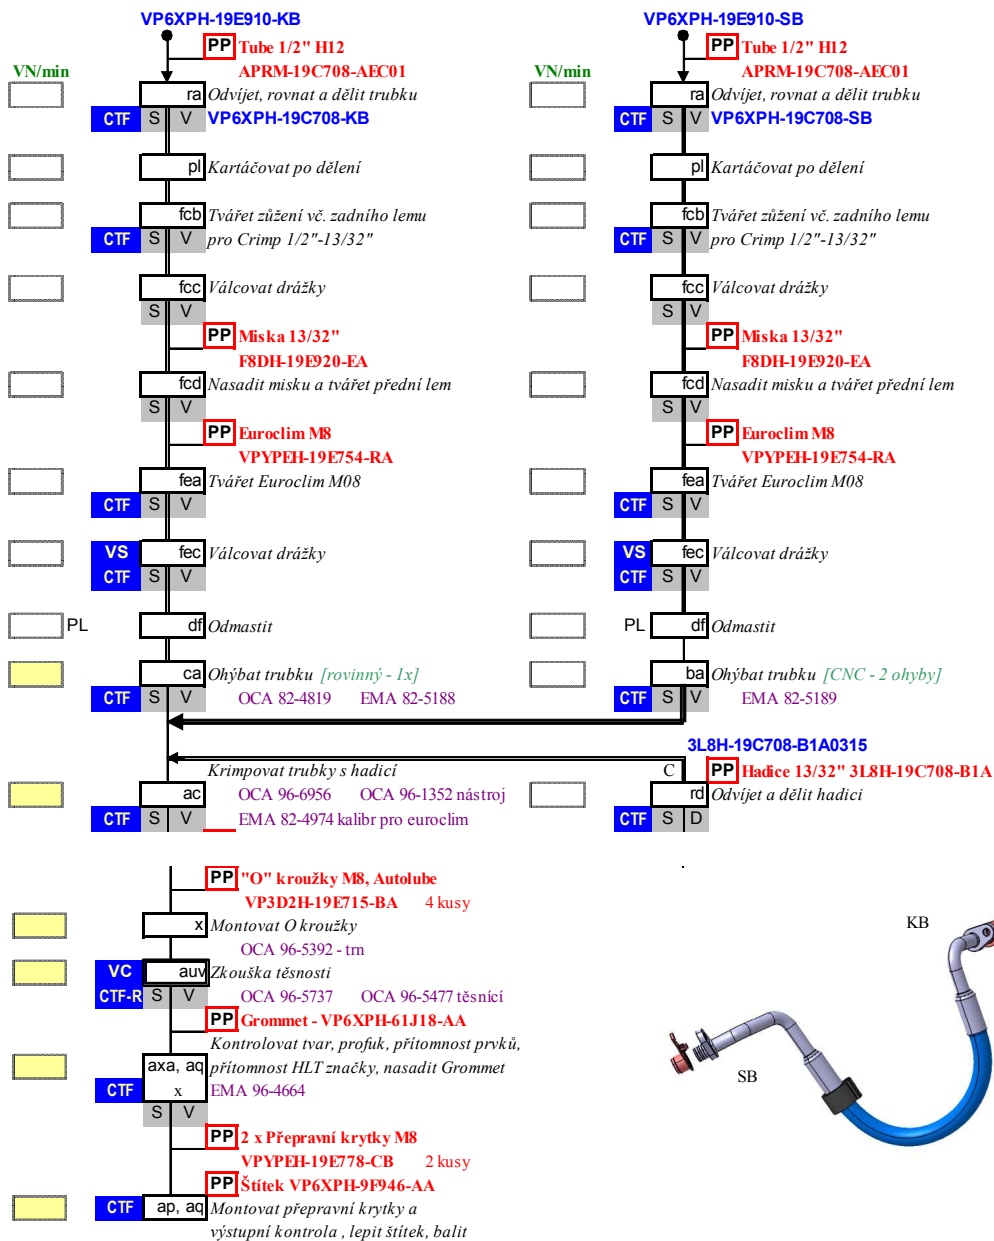 VP6XPH-19E910-KB
PP Tube 1/2" H12
APRM-19C708-AEC01
VN/min
ra Odvíjet, rovnat a dělit trubku
CTF S V VP6XPH-19C708-KB
pl Kartáčovat po dělení
fcb Tvářet zúžení vč. zadního lemu
CTF S V pro Crimp 1/2"-13/32"
fcc Válcovat drážky
S V
PP Miska 13/32"
F8DH-19E920-EA
fcd Nasadit misku a tvářet přední lem
S V
PP Euroclim M8
VPYPEH-19E754-RA
fea Tvářet Euroclim M08
CTF S V
VS fec Válcovat drážky
CTF S V
PL df Odmastit
ca Ohýbat trubku [rovinný - 1x]
CTF S V OCA 82-4819 EMA 82-5188
VP6XPH-19E910-SB
PP Tube 1/2" H12
APRM-19C708-AEC01
VN/min
ra Odvíjet, rovnat a dělit trubku
CTF S V VP6XPH-19C708-SB
pl Kartáčovat po dělení
fcb Tvářet zúžení vč. zadního lemu
CTF S V pro Crimp 1/2"-13/32"
fcc Válcovat drážky
S V
PP Miska 13/32"
F8DH-19E920-EA
fcd Nasadit misku a tvářet přední lem
S V
PP Euroclim M8
VPYPEH-19E754-RA
fea Tvářet Euroclim M08
CTF S V
VS fec Válcovat drážky
CTF S V
PL df Odmastit
ba Ohýbat trubku [CNC - 2 ohyby]
CTF S V EMA 82-5189
3L8H-19C708-B1A0315
C PP Hadice 13/32" 3L8H-19C708-B1A
rd Odvíjet a dělit hadici
CTF S D
Krimpovat trubky s hadicí
ac OCA 96-6956 OCA 96-1352 nástroj
CTF S V EMA 82-4974 kalibr pro euroclim
PP "O" kroužky M8, Autolube
VP3D2H-19E715-BA 4 kusy
x Montovat O kroužky
OCA 96-5392 - trn
VC auv Zkouška těsnosti
CTF-R S V OCA 96-5737 OCA 96-5477 těsnící
PP Grommet - VP6XPH-61J18-AA
Kontrolovat tvar, profuk, přítomnost prvků,
axa, aq přítomnost HLT značky, nasadit Grommet
CTF x EMA 96-4664
S V
PP 2 x Přepravní krytky M8
VPYPEH-19E778-CB 2 kusy
PP Štítek VP6XPH-9F946-AA
CTF ap, aq Montovat přepravní krytky a
výstupní kontrola , lepit štítek, balit
KB
SB